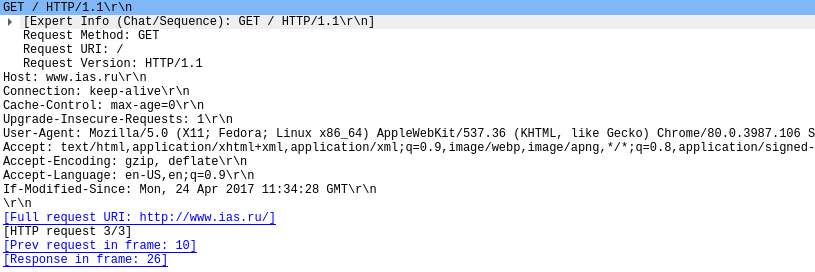 GET / HTTP/1.1\r\n
[Expert Info (Chat/Sequence): GET / HTTP/1.1\r\n]
Request Method: GET
Request URI: /
Request Version: HTTP/1.1
Host: www.ias.ru\r\n
Connection: keep-alive\r\n
Cache-Control: max-age=0\r\n
Upgrade-Insecure-Requests: 1\r\n
User-Agent: Mozilla/5.0 (X11; Fedora; Linux x86_64) AppleWebKit/537.36 (KHTML, like Gecko) Chrome/80.0.3987.106 S
Accept: text/html,application/xhtml+xml,application/xml;q=0.9,image/webp,image/apng,*/*;q=0.8,application/signed-
Accept-Encoding: gzip, deflate\r\n
Accept-Language: en-US,en;q=0.9\r\n
If-Modified-Since: Mon, 24 Apr 2017 11:34:28 GMT\r\n
\r\n
[Full request URI: http://www.ias.ru/]
[HTTP request 3/3]
[Prev request in frame: 10]
[Response in frame: 26]